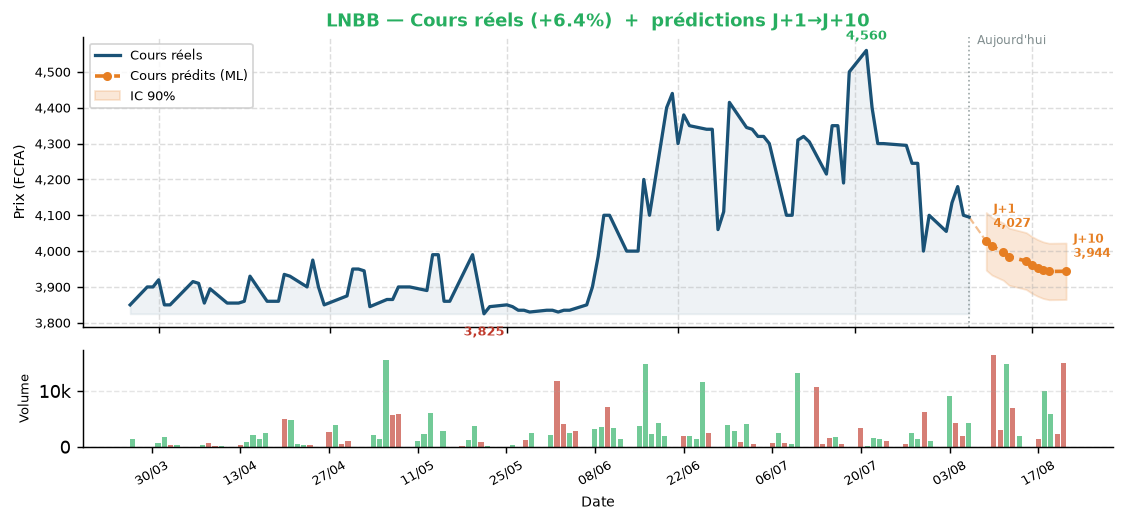 LNBB — Cours réels (+6.4%)  +  prédictions J+1→J+10
4,560
Aujourd'hui
Cours réels
Cours prédits (ML)
IC 90%
Prix (FCFA)
4,500
4,400
4,300
4,200
4,100
4,000
3,900
3,800
J+1
4,027
J+10
3,944
3,825
Volume
10k
0
30/03
13/04
27/04
11/05
25/05
08/06
22/06
06/07
20/07
03/08
17/08
Date